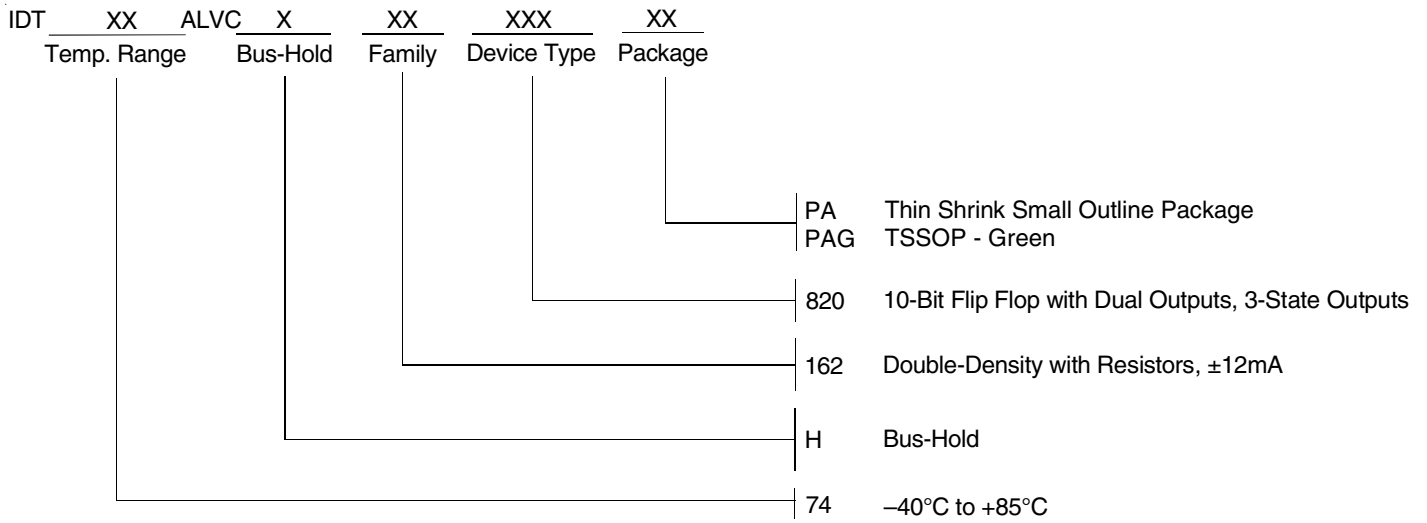 IDT XX ALVC X XX XXX XX
Temp. Range Bus-Hold Family Device Type Package
PA Thin Shrink Small Outline Package
PAG TSSOP - Green
820 10-Bit Flip Flop with Dual Outputs, 3-State Outputs
162 Double-Density with Resistors, ±12mA
H Bus-Hold
74 –40°C to +85°C